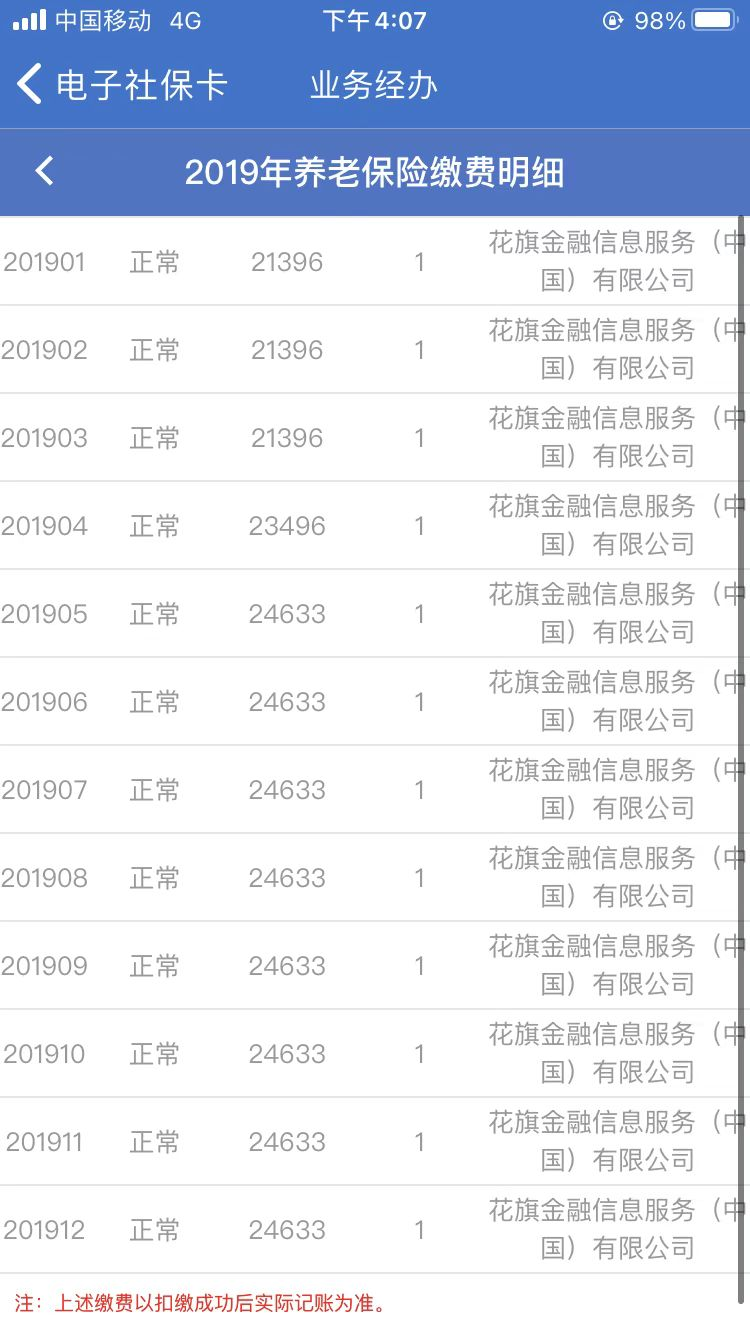 中国移动 4G 下午4:07 98%
电子社保卡 业务经办
2019年养老保险缴费明细
201901 正常 21396 1 花旗金融信息服务（中
国）有限公司
201902 正常 21396 1 花旗金融信息服务（中
国）有限公司
201903 正常 21396 1 花旗金融信息服务（中
国）有限公司
201904 正常 23496 1 花旗金融信息服务（中
国）有限公司
201905 正常 24633 1 花旗金融信息服务（中
国）有限公司
201906 正常 24633 1 花旗金融信息服务（中
国）有限公司
201907 正常 24633 1 花旗金融信息服务（中
国）有限公司
201908 正常 24633 1 花旗金融信息服务（中
国）有限公司
201909 正常 24633 1 花旗金融信息服务（中
国）有限公司
201910 正常 24633 1 花旗金融信息服务（中
国）有限公司
201911 正常 24633 1 花旗金融信息服务（中
国）有限公司
201912 正常 24633 1 花旗金融信息服务（中
国）有限公司
注：上述缴费以扣缴成功后实际记账为准。